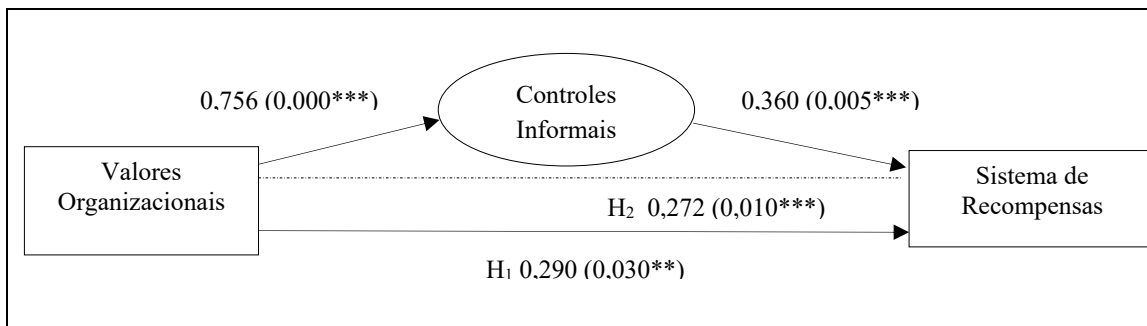 0,756 (0,000***)
Controles
Informais
0,360 (0,005***)
Valores
Organizacionais
Sistema de
Recompensas
H₂ 0,272 (0,010***)
H₁ 0,290 (0,030**)